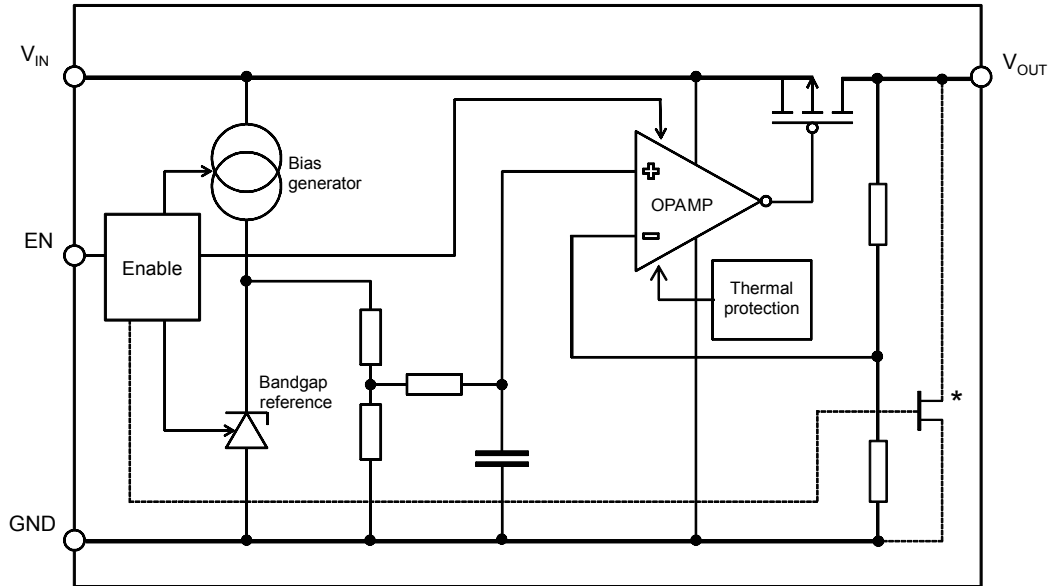 V_IN
V_OUT
Bias
generator
+
OPAMP
-
EN
Enable
Thermal
protection
Bandgap
reference
*
GND